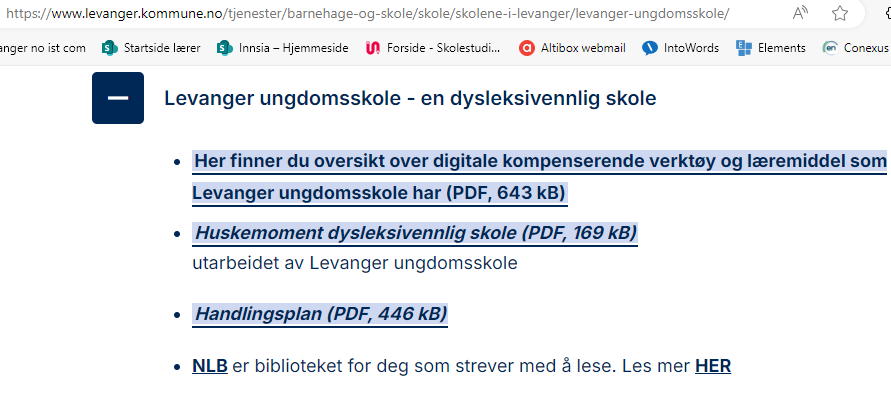 https://www.levanger.kommune.no/tjenester/barnehage-og-skole/skole/skolene-i-levanger/levanger-ungdomsskole/
anger no ist com Startside lærer Innsia – Hjemmeside Forside - Skolestudi... Altibox webmail IntoWords Elements Conexus
Levanger ungdomsskole - en dysleksivennlig skole
• Her finner du oversikt over digitale kompenserende verktøy og læremiddel som
Levanger ungdomsskole har (PDF, 643 kB)
• Huskemoment dysleksivennlig skole (PDF, 169 kB)
utarbeidet av Levanger ungdomsskole
• Handlingsplan (PDF, 446 kB)
• NLB er biblioteket for deg som strever med å lese. Les mer HER